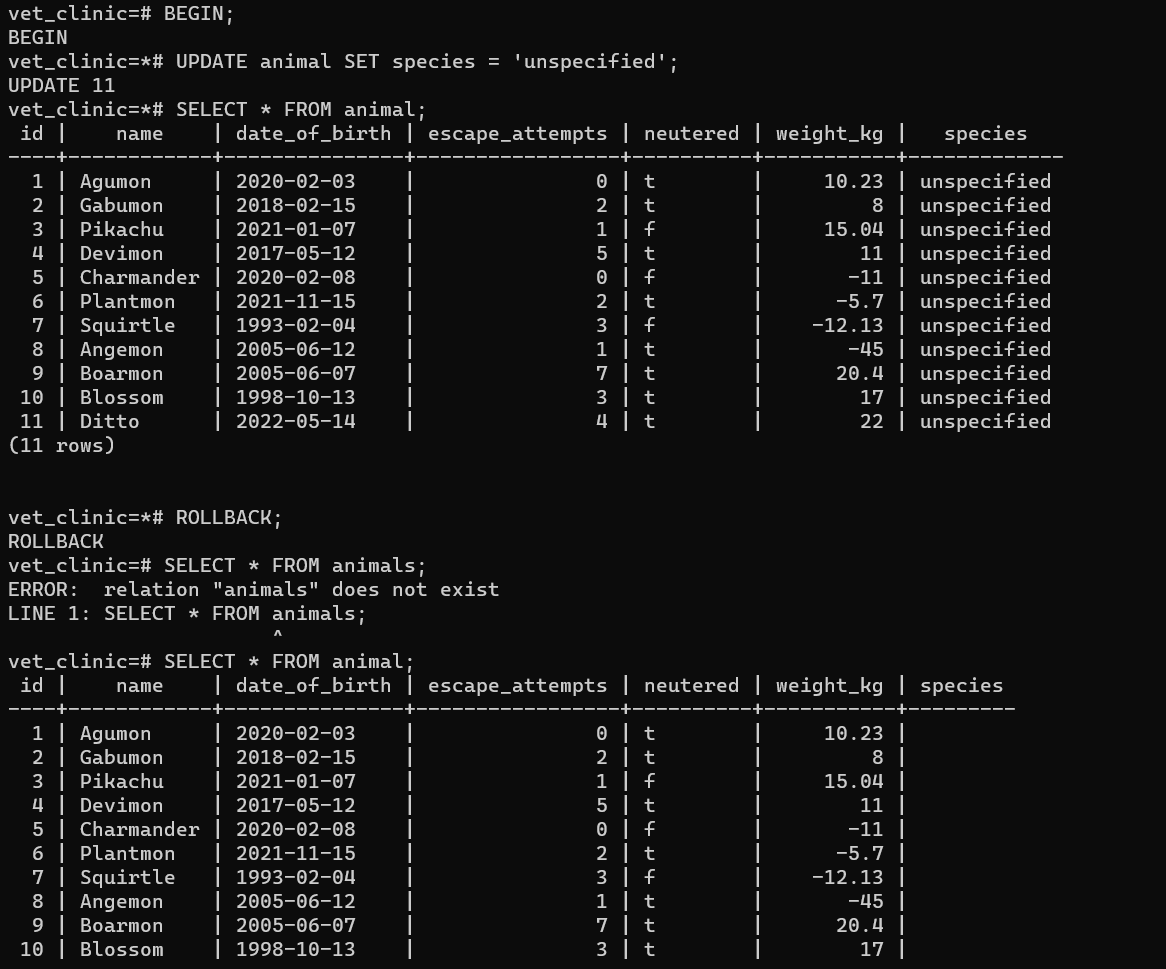 vet_clinic=# BEGIN;
BEGIN
vet_clinic=*# UPDATE animal SET species = 'unspecified';
UPDATE 11
vet_clinic=*# SELECT * FROM animal;
 id |    name    | date_of_birth | escape_attempts | neutered | weight_kg |   species
----+------------+---------------+-----------------+----------+-----------+-------------
  1 | Agumon     | 2020-02-03    |               0 | t        |     10.23 | unspecified
  2 | Gabumon    | 2018-02-15    |               2 | t        |         8 | unspecified
  3 | Pikachu    | 2021-01-07    |               1 | f        |     15.04 | unspecified
  4 | Devimon    | 2017-05-12    |               5 | t        |        11 | unspecified
  5 | Charmander | 2020-02-08    |               0 | f        |       -11 | unspecified
  6 | Plantmon   | 2021-11-15    |               2 | t        |      -5.7 | unspecified
  7 | Squirtle   | 1993-02-04    |               3 | f        |    -12.13 | unspecified
  8 | Angemon    | 2005-06-12    |               1 | t        |       -45 | unspecified
  9 | Boarmon    | 2005-06-07    |               7 | t        |      20.4 | unspecified
 10 | Blossom    | 1998-10-13    |               3 | t        |        17 | unspecified
 11 | Ditto      | 2022-05-14    |               4 | t        |        22 | unspecified
(11 rows)
vet_clinic=*# ROLLBACK;
ROLLBACK
vet_clinic=# SELECT * FROM animals;
ERROR:  relation "animals" does not exist
LINE 1: SELECT * FROM animals;
                      ^
vet_clinic=# SELECT * FROM animal;
 id |    name    | date_of_birth | escape_attempts | neutered | weight_kg | species
----+------------+---------------+-----------------+----------+-----------+---------
  1 | Agumon     | 2020-02-03    |               0 | t        |     10.23 |
  2 | Gabumon    | 2018-02-15    |               2 | t        |         8 |
  3 | Pikachu    | 2021-01-07    |               1 | f        |     15.04 |
  4 | Devimon    | 2017-05-12    |               5 | t        |        11 |
  5 | Charmander | 2020-02-08    |               0 | f        |       -11 |
  6 | Plantmon   | 2021-11-15    |               2 | t        |      -5.7 |
  7 | Squirtle   | 1993-02-04    |               3 | f        |    -12.13 |
  8 | Angemon    | 2005-06-12    |               1 | t        |       -45 |
  9 | Boarmon    | 2005-06-07    |               7 | t        |      20.4 |
 10 | Blossom    | 1998-10-13    |               3 | t        |        17 |